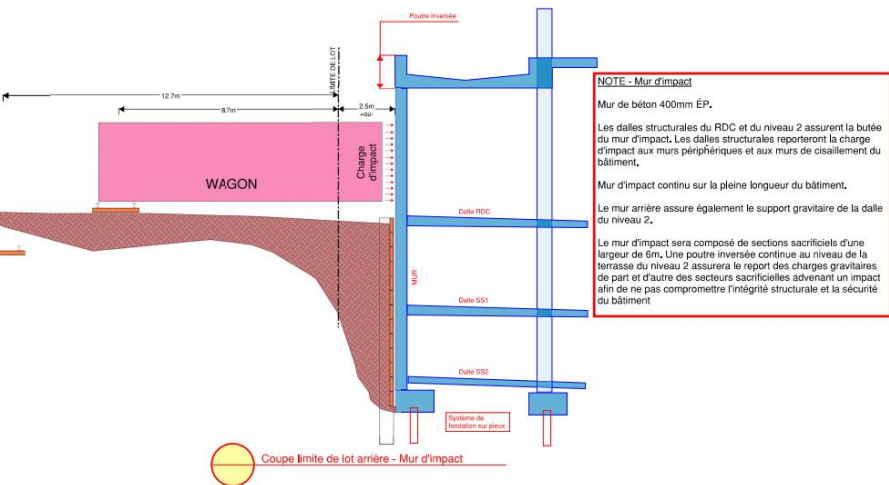 Poutre inversée
LIMITE DE LOT
12.7m
8.7m
2.5m
+ou-
WAGON
Charge
d'impact
MUR
Dalle RDC
Dalle SS1
Dalle SS2
Système de
fondation sur pieux
Coupe limite de lot arrière - Mur d'impact
NOTE - Mur d'impact
Mur de béton 400mm ÉP.
Les dalles structurales du RDC et du niveau 2 assurent la butée
du mur d'impact. Les dalles structurales reporteront la charge
d'impact aux murs périphériques et aux murs de cisaillement du
bâtiment.
Mur d'impact continu sur la pleine longueur du bâtiment.
Le mur arrière assure également le support gravitaire de la dalle
du niveau 2.
Le mur d'impact sera composé de sections sacrificiels d'une
largeur de 6m. Une poutre inversée continue au niveau de la
terrasse du niveau 2 assurera le report des charges gravitaires
de part et d'autre des secteurs sacrificielles advenant un impact
afin de ne pas compromettre l'intégrité structurale et la sécurité
du bâtiment